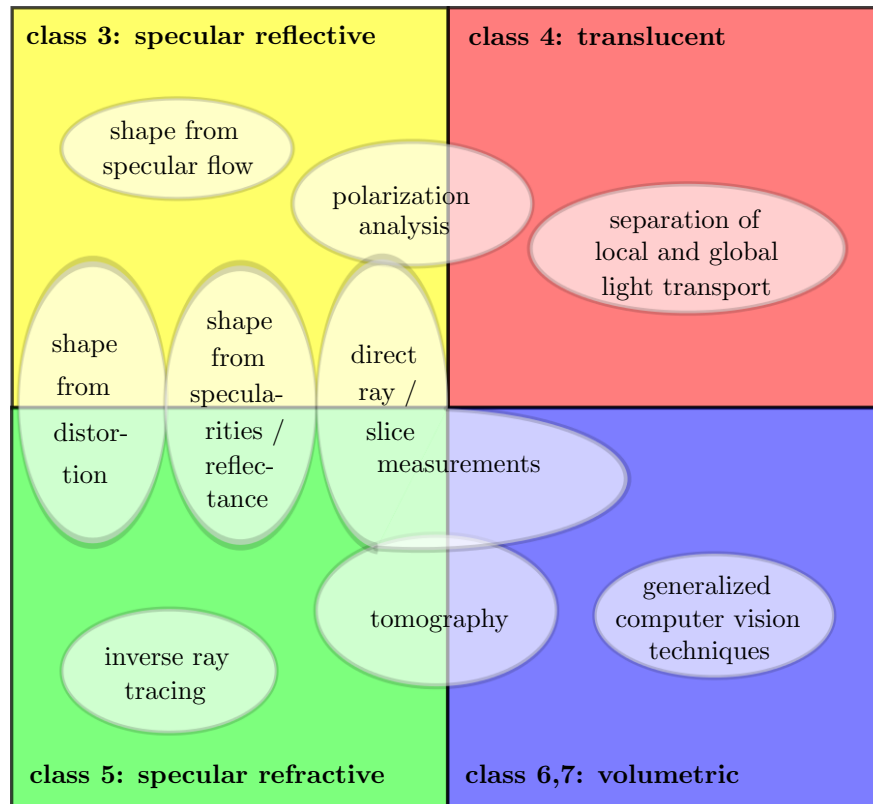 class 3: specular reflective
class 4: translucent
shape from
specular flow
polarization
analysis
separation of
local and global
light transport
shape
from
distor-
tion
shape
from
specula-
rities /
reflec-
tance
direct
ray /
slice
measurements
tomography
generalized
computer vision
techniques
inverse ray
tracing
class 5: specular refractive
class 6,7: volumetric